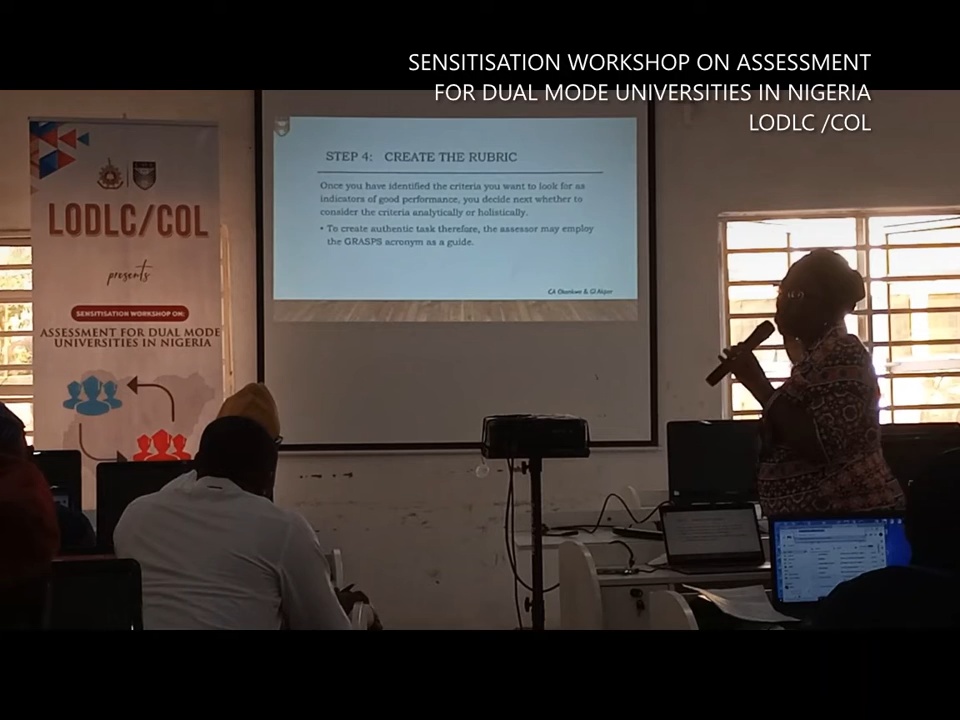 SENSITISATION WORKSHOP ON ASSESSMENT
FOR DUAL MODE UNIVERSITIES IN NIGERIA
LODLC /COL
LODLC/COL
presents
SENSITISATION WORKSHOP ON:
ASSESSMENT FOR DUAL MODE
UNIVERSITIES IN NIGERIA
STEP 4: CREATE THE RUBRIC
Once you have identified the criteria you want to look for as
indicators of good performance, you decide next whether to
consider the criteria analytically or holistically.
• To create authentic task therefore, the assessor may employ
the GRASPS acronym as a guide.